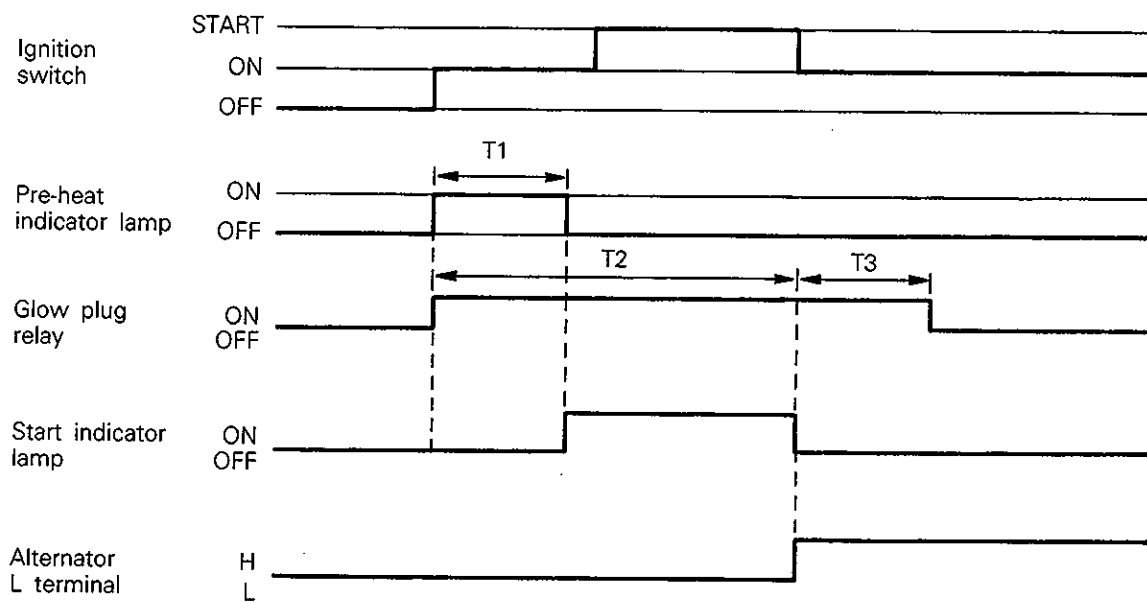 Ignition
switch
START
ON
OFF
T1
Pre-heat
indicator lamp
ON
OFF
T2
T3
Glow plug
relay
ON
OFF
Start indicator
lamp
ON
OFF
Alternator
L terminal
H
L